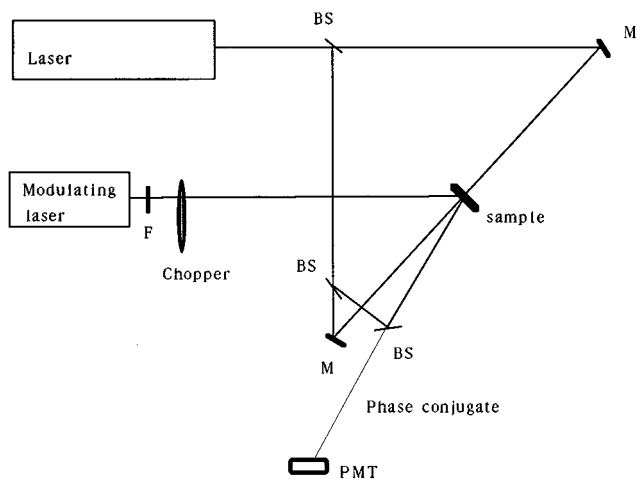 BS
M
Laser
Modulating
laser
F
Chopper
sample
BS
M
BS
Phase conjugate
PMT